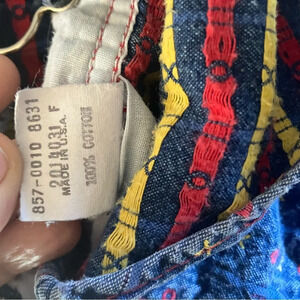 857-0010 8631
2014031 F
MADE IN U.S.A.
100% COTTON